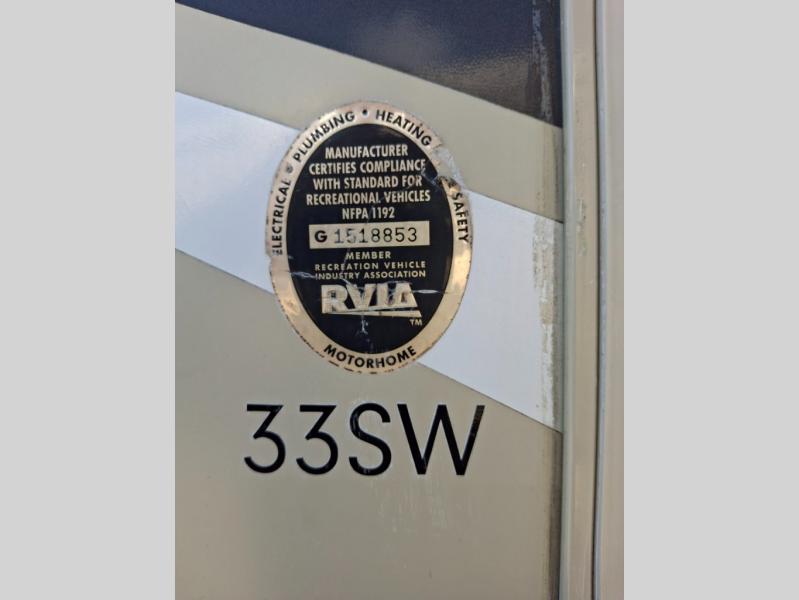 ELECTRICAL • PLUMBING • HEATING
SAFETY
MANUFACTURER
CERTIFIES COMPLIANCE
WITH STANDARD FOR
RECREATIONAL VEHICLES
NFPA 1192
G 1518853
MEMBER
RECREATION VEHICLE
INDUSTRY ASSOCIATION
RVIA
TM
MOTORHOME
33SW